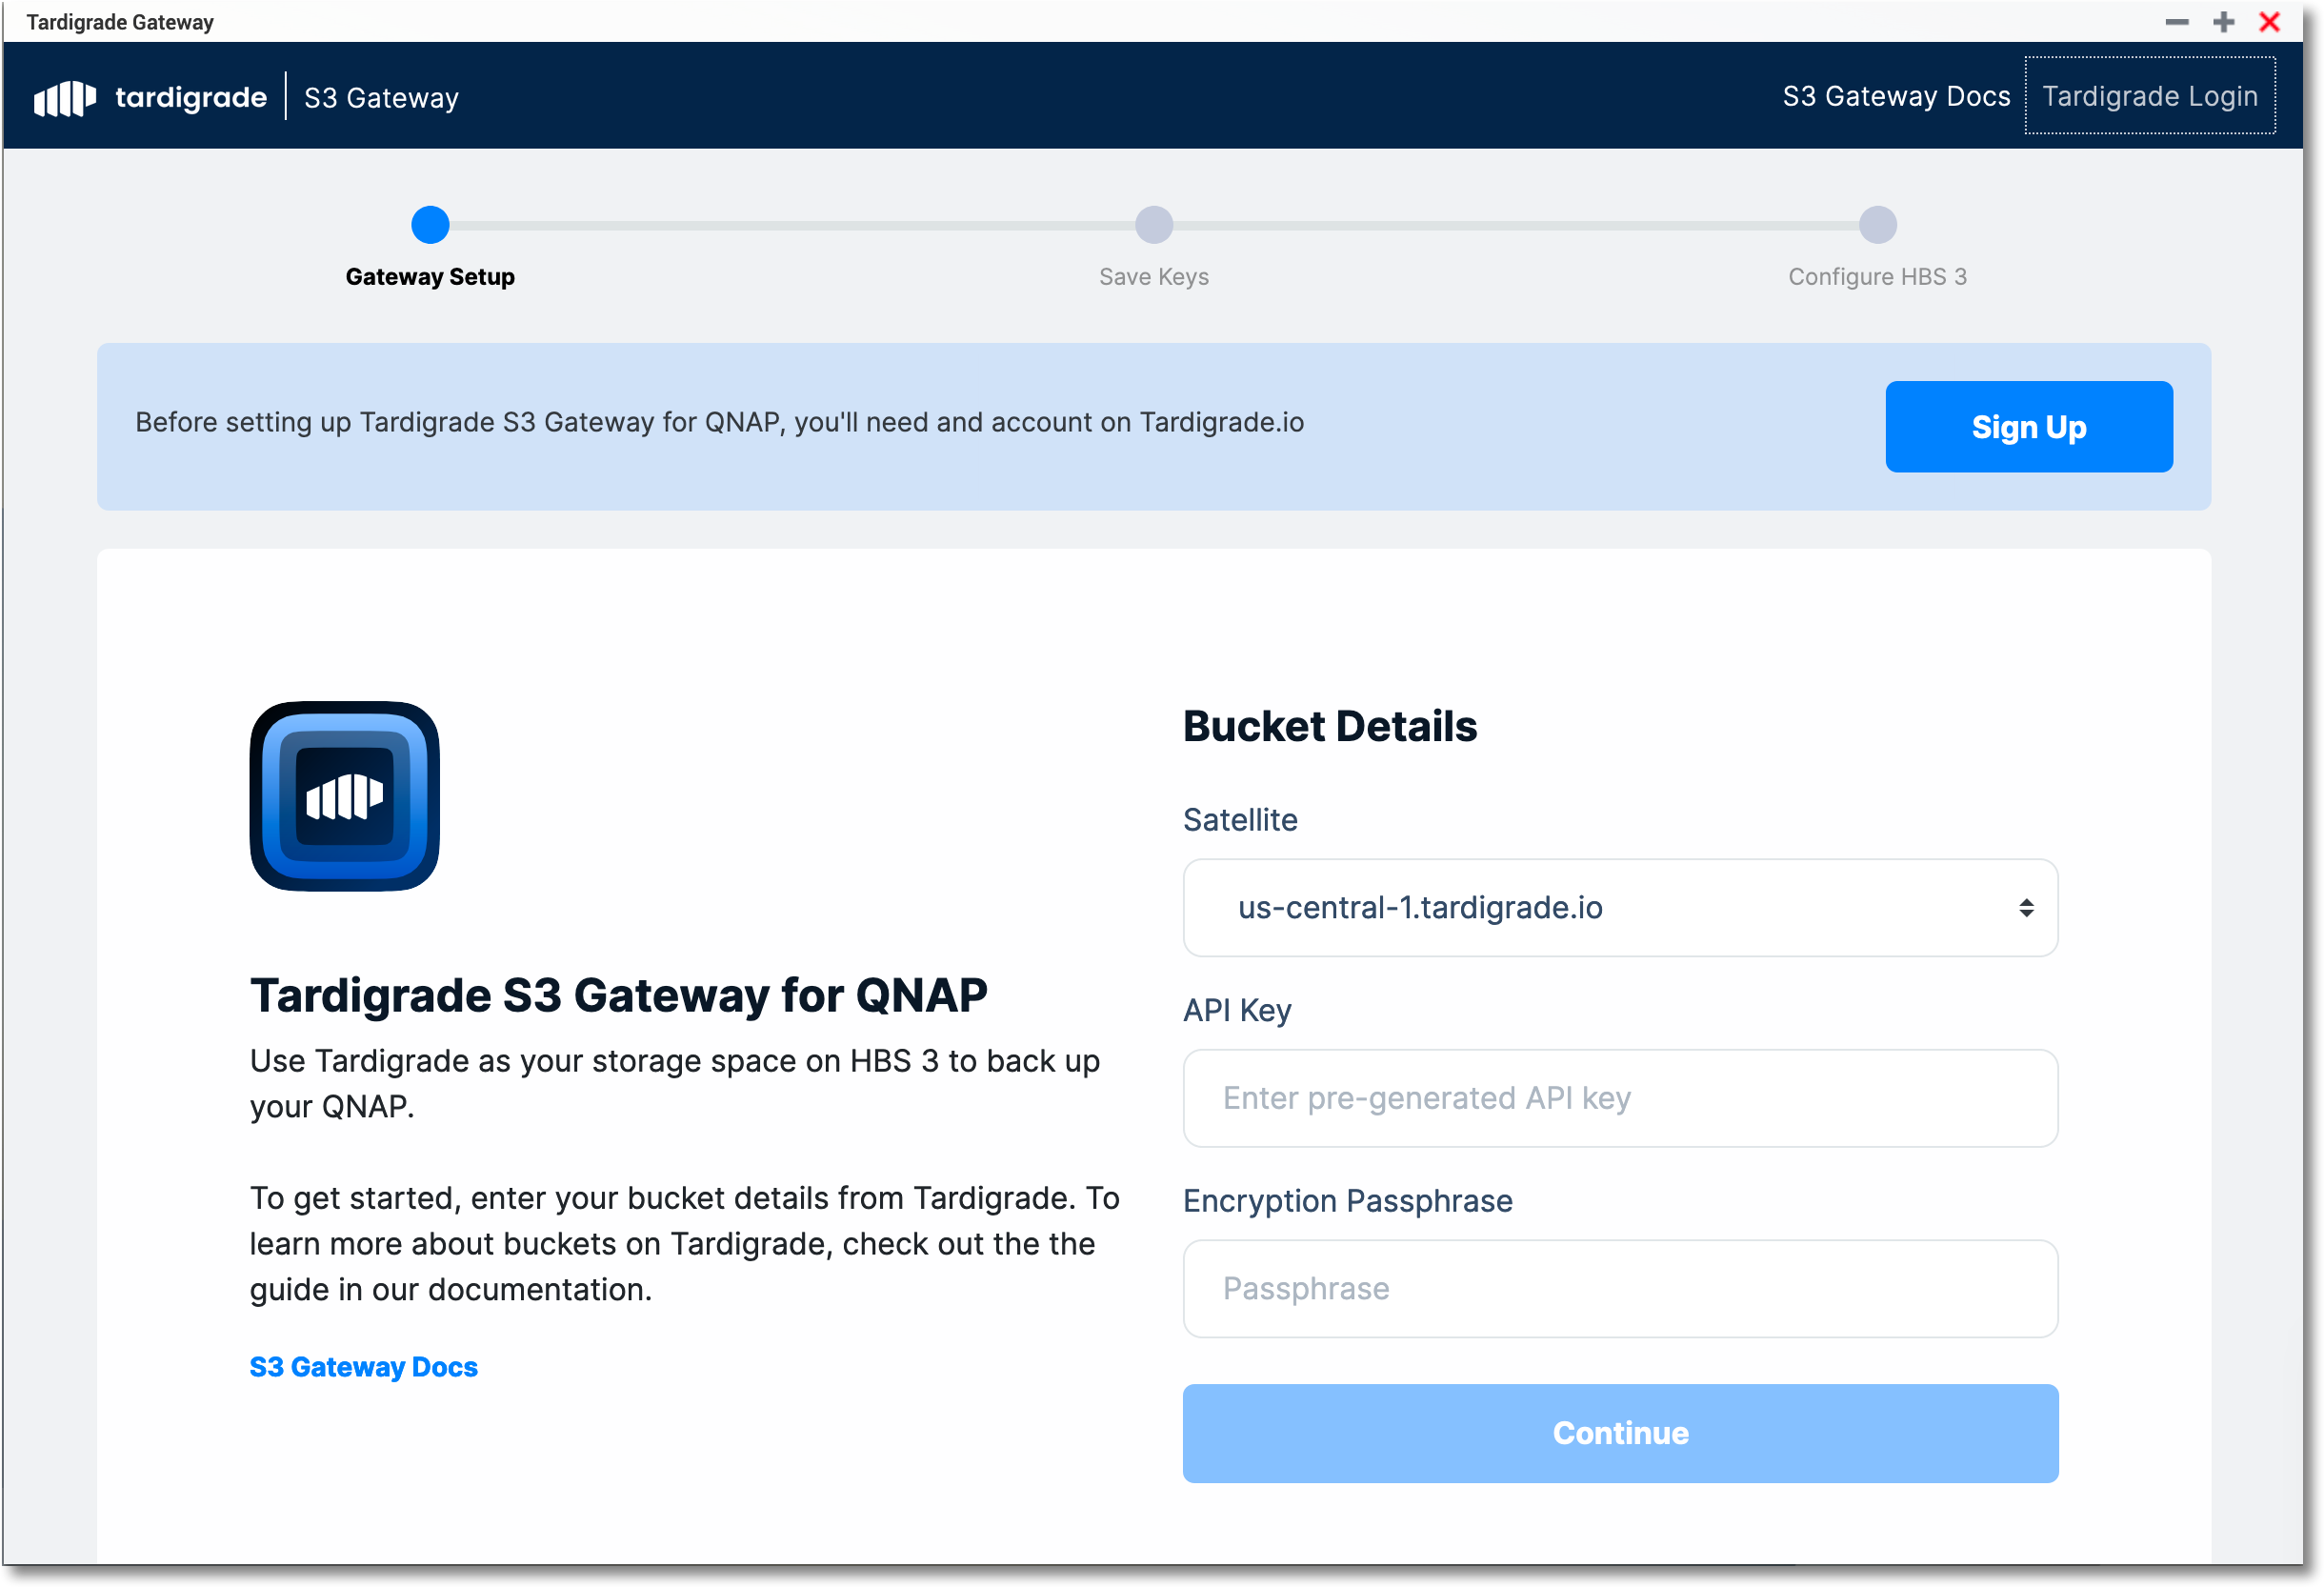 Tardigrade Gateway
tardigrade
S3 Gateway
S3 Gateway Docs
Tardigrade Login
Gateway Setup
Save Keys
Configure HBS 3
Before setting up Tardigrade S3 Gateway for QNAP, you'll need and account on Tardigrade.io
Sign Up
Tardigrade S3 Gateway for QNAP
Use Tardigrade as your storage space on HBS 3 to back up
your QNAP.
To get started, enter your bucket details from Tardigrade. To
learn more about buckets on Tardigrade, check out the the
guide in our documentation.
S3 Gateway Docs
Bucket Details
Satellite
us-central-1.tardigrade.io
API Key
Enter pre-generated API key
Encryption Passphrase
Passphrase
Continue